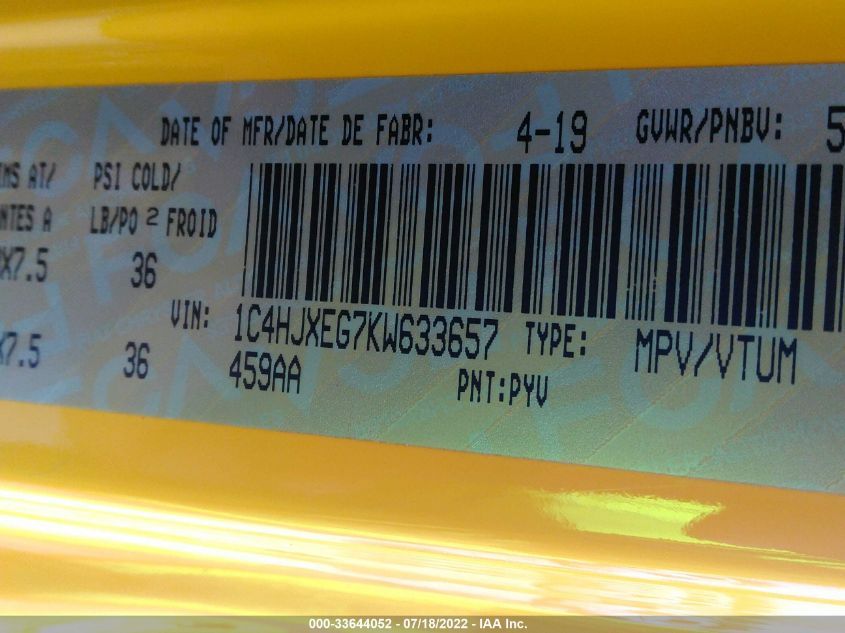 DATE OF MFR/DATE DE FABR: 4-19 GVWR/PNBV: 5
AT/ PSI COLD/
A LB/PO 2 FROID
X7.5 36
VIN: 1C4HJXEG7KW633657 TYPE: MPV/VTUM
X7.5 36
459AA PNT:PYV
000-33644052 - 07/18/2022 - IAA Inc.